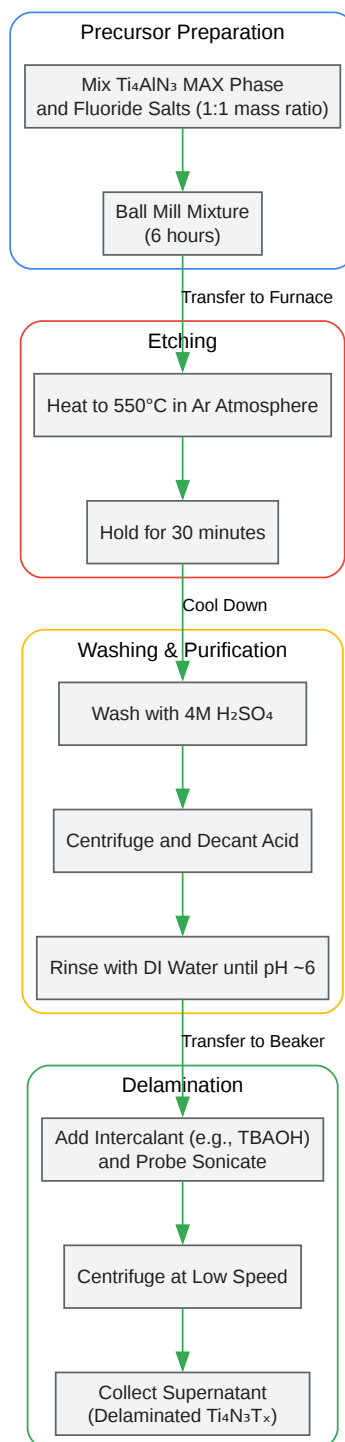 Precursor Preparation
Mix Ti₄AlN₃ MAX Phase
and Fluoride Salts (1:1 mass ratio)
Ball Mill Mixture
(6 hours)
Transfer to Furnace
Etching
Heat to 550°C in Ar Atmosphere
Hold for 30 minutes
Cool Down
Washing & Purification
Wash with 4M H₂SO₄
Centrifuge and Decant Acid
Rinse with DI Water until pH ~6
Transfer to Beaker
Delamination
Add Intercalant (e.g., TBAOH)
and Probe Sonicate
Centrifuge at Low Speed
Collect Supernatant
(Delaminated Ti₄N₃Tₓ)